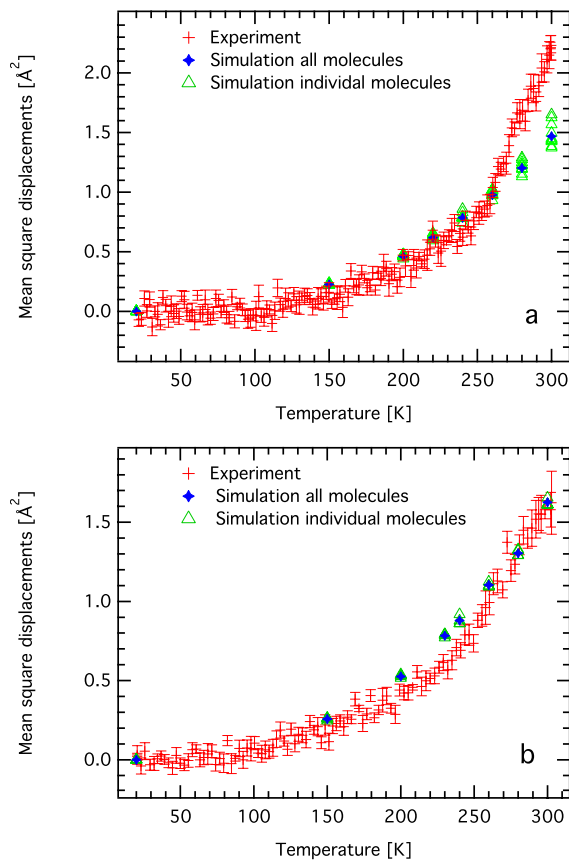 Experiment
Simulation all molecules
Simulation individal molecules
Mean square displacements [Å²]
2.0
1.5
1.0
0.5
0.0
a
50 100 150 200 250 300
Temperature [K]
Experiment
Simulation all molecules
Simulation individual molecules
Mean square displacements [Å²]
1.5
1.0
0.5
0.0
b
50 100 150 200 250 300
Temperature [K]